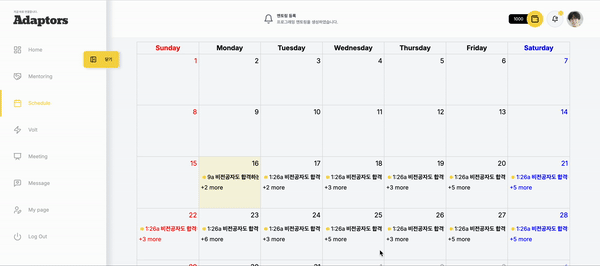 Adaptors
멘토링 등록
프로그래밍 멘토링을 생성하였습니다.
1000
Home
Mentoring
Schedule
Volt
Meeting
Message
My page
Log Out
닫기
Sunday Monday Tuesday Wednesday Thursday Friday Saturday
1 2 3 4 5 6 7
8 9 10 11 12 13 14
15 16 17 18 19 20 21
9a 비전공자도 합격하는 1:26a 비전공자도 합격 1:26a 비전공자도 합격 1:26a 비전공자도 합격 1:26a 비전공자도 합격 1:26a 비전공자도 합격
+2 more +2 more +3 more +3 more +5 more +5 more
22 23 24 25 26 27 28
1:26a 비전공자도 합격 1:26a 비전공자도 합격 1:26a 비전공자도 합격 1:26a 비전공자도 합격 1:26a 비전공자도 합격 1:26a 비전공자도 합격 1:26a 비전공자도 합격
+3 more +6 more +3 more +5 more +3 more +5 more +5 more